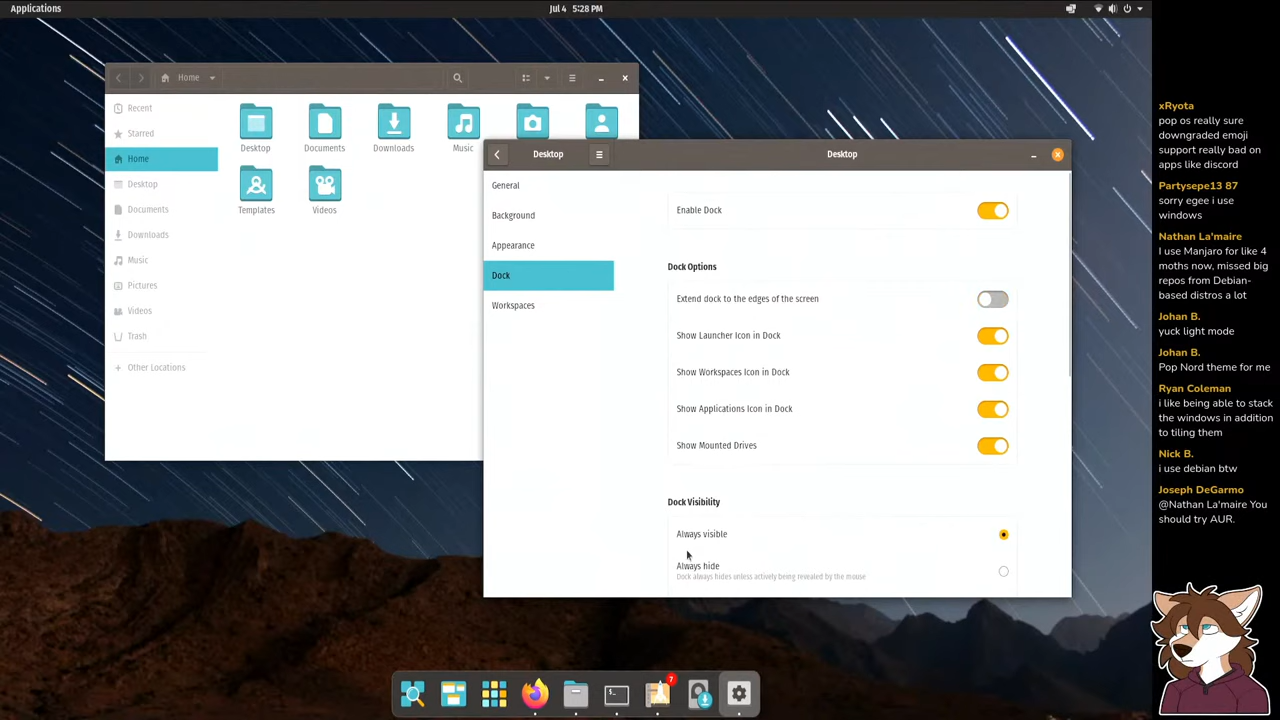 Applications
Jul 4 5:28 PM
Home
Recent
Starred
Home
Desktop
Documents
Downloads
Music
Pictures
Videos
Trash
Other Locations
Desktop
Documents
Downloads
Music
Templates
Videos
Desktop
Desktop
General
Background
Appearance
Dock
Workspaces
Enable Dock
Dock Options
Extend dock to the edges of the screen
Show Launcher Icon in Dock
Show Workspaces Icon in Dock
Show Applications Icon in Dock
Show Mounted Drives
Dock Visibility
Always visible
Always hide
Dock always hides unless actively being revealed by the mouse
7
xRyota
pop os really sure
downgraded emoji
support really bad on
apps like discord
Partysepe13 87
sorry egee i use
windows
Nathan La'maire
I use Manjaro for like 4
moths now, missed big
repos from Debian-
based distros a lot
Johan B.
yuck light mode
Johan B.
Pop Nord theme for me
Ryan Coleman
i like being able to stack
the windows in addition
to tiling them
Nick B.
i use debian btw
Joseph DeGarmo
@Nathan La'maire You
should try AUR.